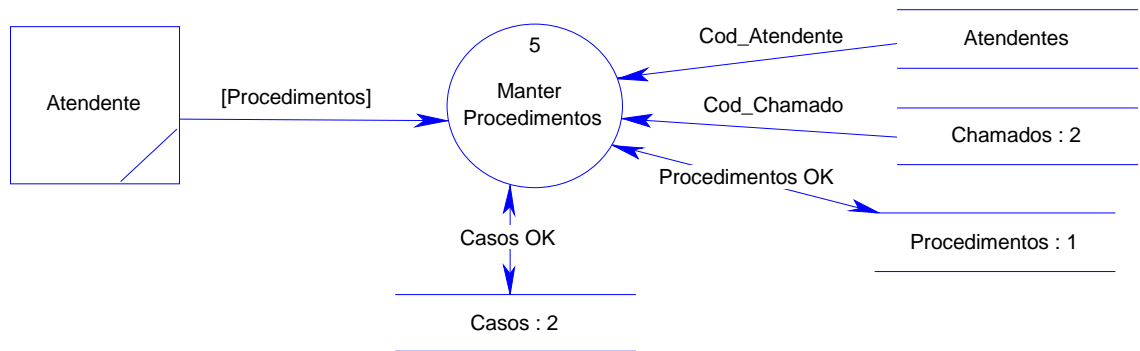 5
Cod_Atendente
Atendentes
Atendente
[Procedimentos]
Manter
Procedimentos
Cod_Chamado
Chamados : 2
Procedimentos OK
Casos OK
Procedimentos : 1
Casos : 2